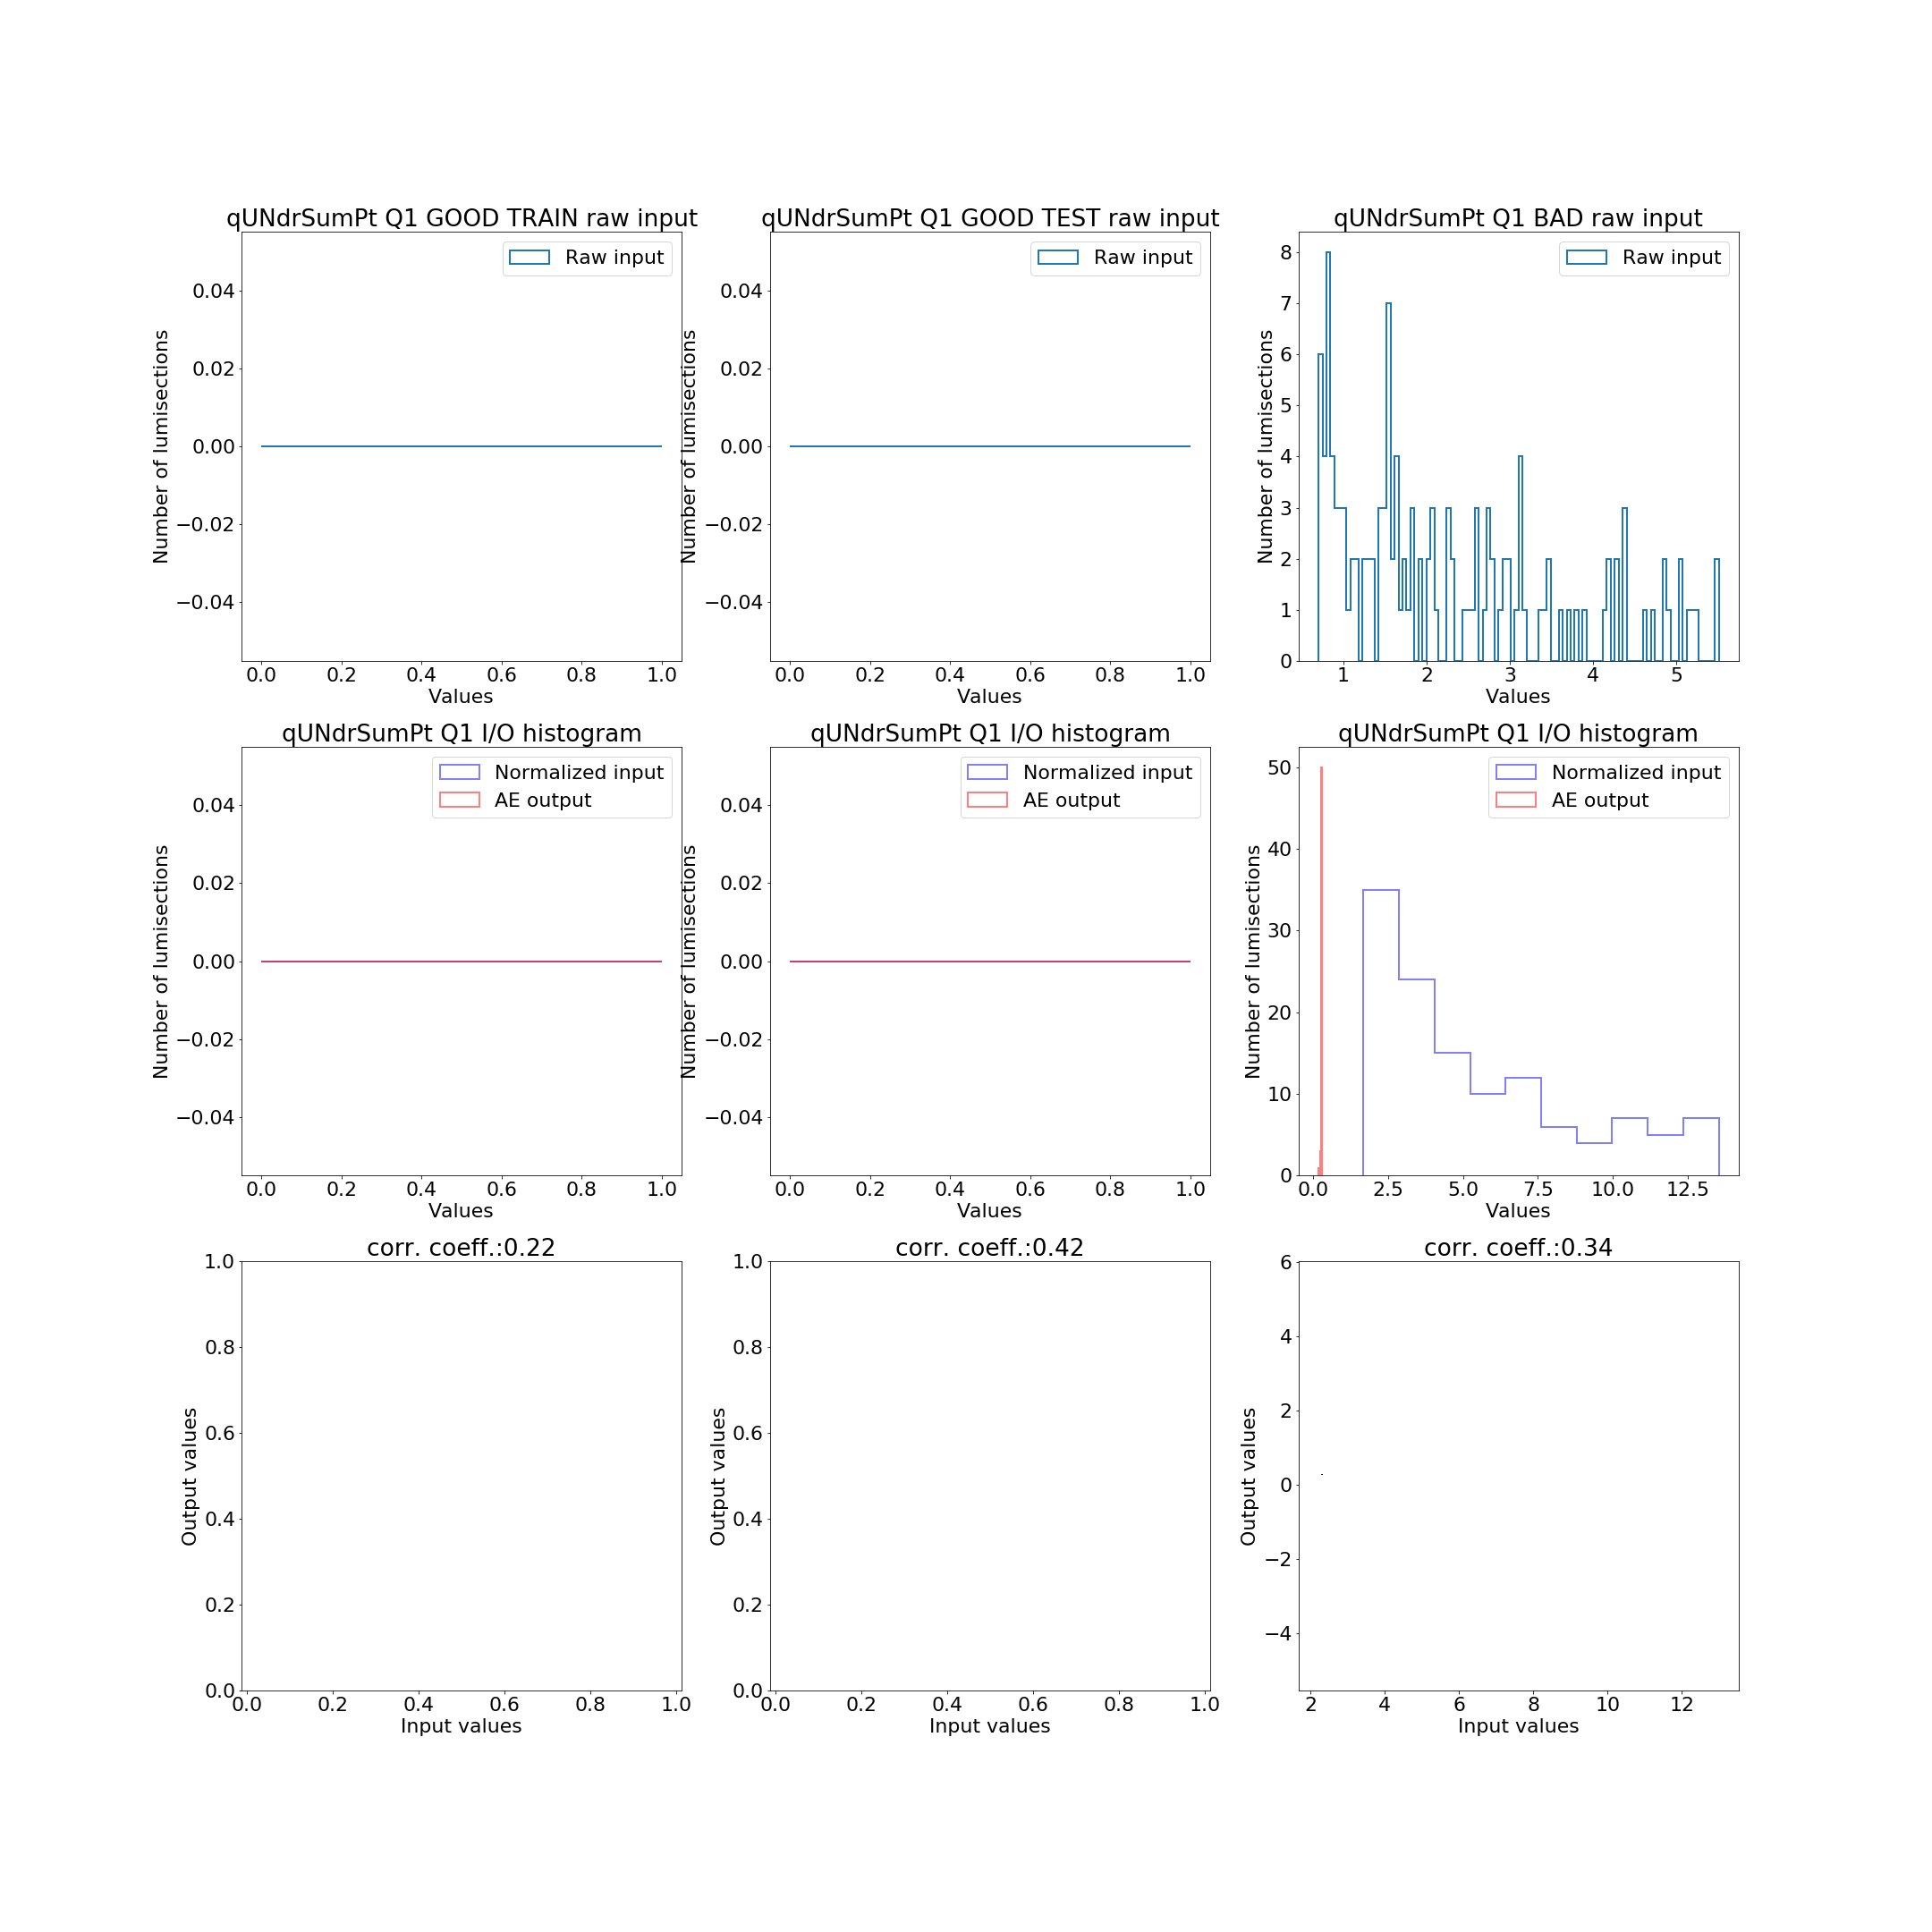 qUNdrSumPt Q1 GOOD TRAIN raw input
Raw input
0.04
0.02
0.00
−0.02
−0.04
Number of lumisections
0.0 0.2 0.4 0.6 0.8 1.0
Values
qUNdrSumPt Q1 GOOD TEST raw input
Raw input
0.04
0.02
0.00
−0.02
−0.04
Number of lumisections
0.0 0.2 0.4 0.6 0.8 1.0
Values
qUNdrSumPt Q1 BAD raw input
Raw input
8
7
6
5
4
3
2
1
0
Number of lumisections
1 2 3 4 5
Values
qUNdrSumPt Q1 I/O histogram
Normalized input
AE output
0.04
0.02
0.00
−0.02
−0.04
Number of lumisections
0.0 0.2 0.4 0.6 0.8 1.0
Values
qUNdrSumPt Q1 I/O histogram
Normalized input
AE output
0.04
0.02
0.00
−0.02
−0.04
Number of lumisections
0.0 0.2 0.4 0.6 0.8 1.0
Values
qUNdrSumPt Q1 I/O histogram
Normalized input
AE output
50
40
30
20
10
0
Number of lumisections
0.0 2.5 5.0 7.5 10.0 12.5
Values
corr. coeff.:0.22
1.0
0.8
0.6
0.4
0.2
0.0
Output values
0.0 0.2 0.4 0.6 0.8 1.0
Input values
corr. coeff.:0.42
1.0
0.8
0.6
0.4
0.2
0.0
Output values
0.0 0.2 0.4 0.6 0.8 1.0
Input values
corr. coeff.:0.34
6
4
2
0
−2
−4
Output values
2 4 6 8 10 12
Input values